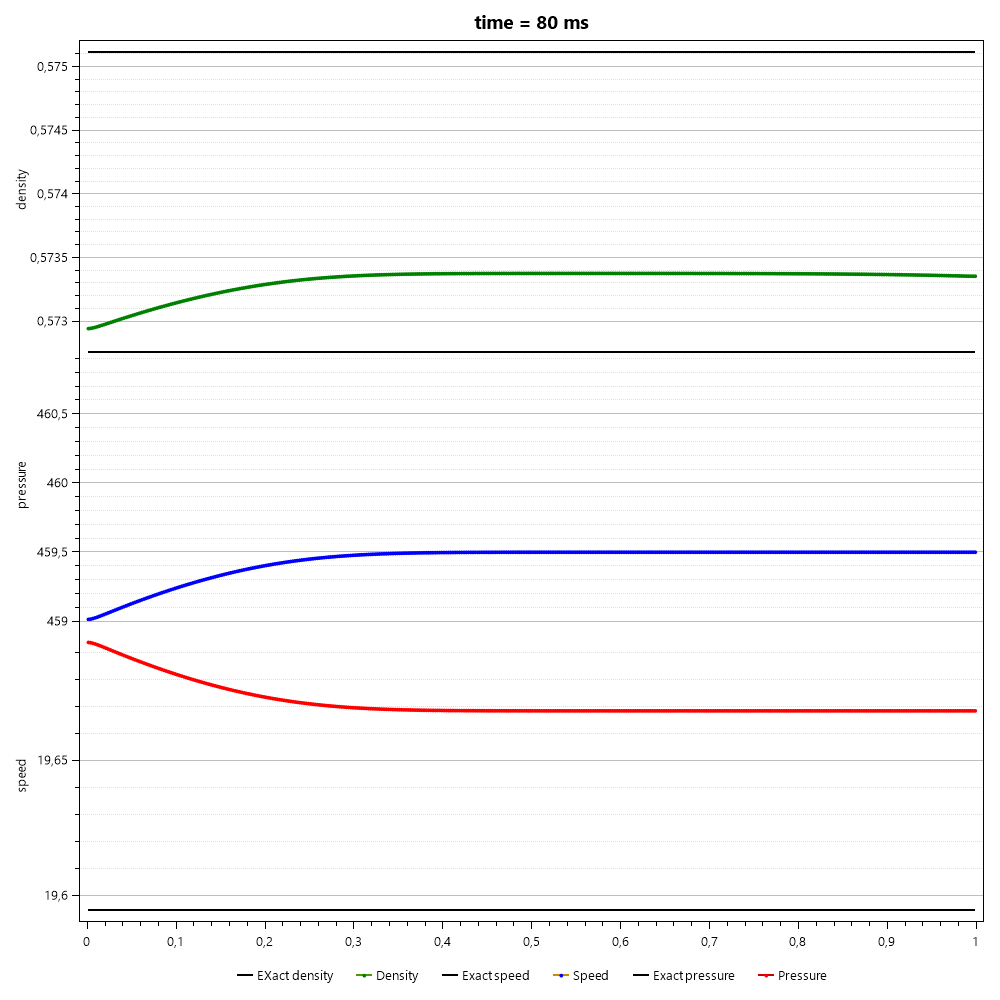 time = 80 ms
density
0,575
0,5745
0,574
0,5735
0,573
pressure
460,5
460
459,5
459
speed
19,65
19,6
0 0,1 0,2 0,3 0,4 0,5 0,6 0,7 0,8 0,9 1
EXact density Density Exact speed Speed Exact pressure Pressure